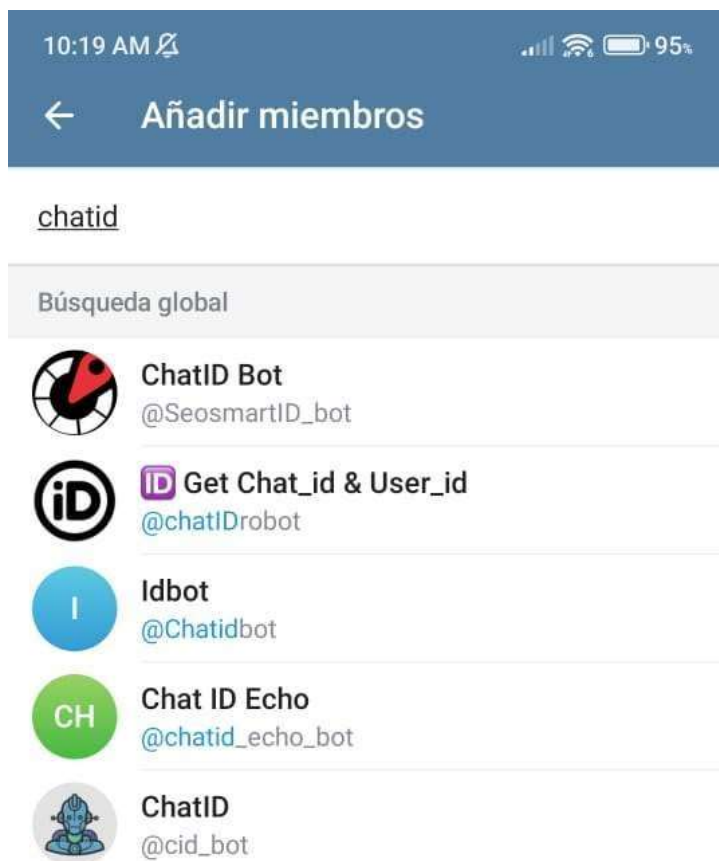 10:19 AM 95%
Añadir miembros
chatid
Búsqueda global
ChatID Bot
@SeosmartID_bot
iD 🆔 Get Chat_id & User_id
@chatIDrobot
I Idbot
@Chatidbot
CH Chat ID Echo
@chatid_echo_bot
ChatID
@cid_bot